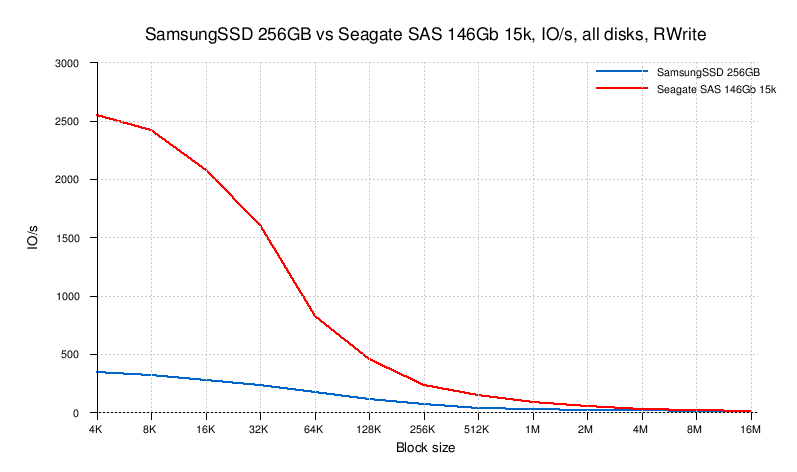 SamsungSSD 256GB vs Seagate SAS 146Gb 15k, IO/s, all disks, RWrite
SamsungSSD 256GB
Seagate SAS 146Gb 15k
IO/s
3000
2500
2000
1500
1000
500
0
4K 8K 16K 32K 64K 128K 256K 512K 1M 2M 4M 8M 16M
Block size